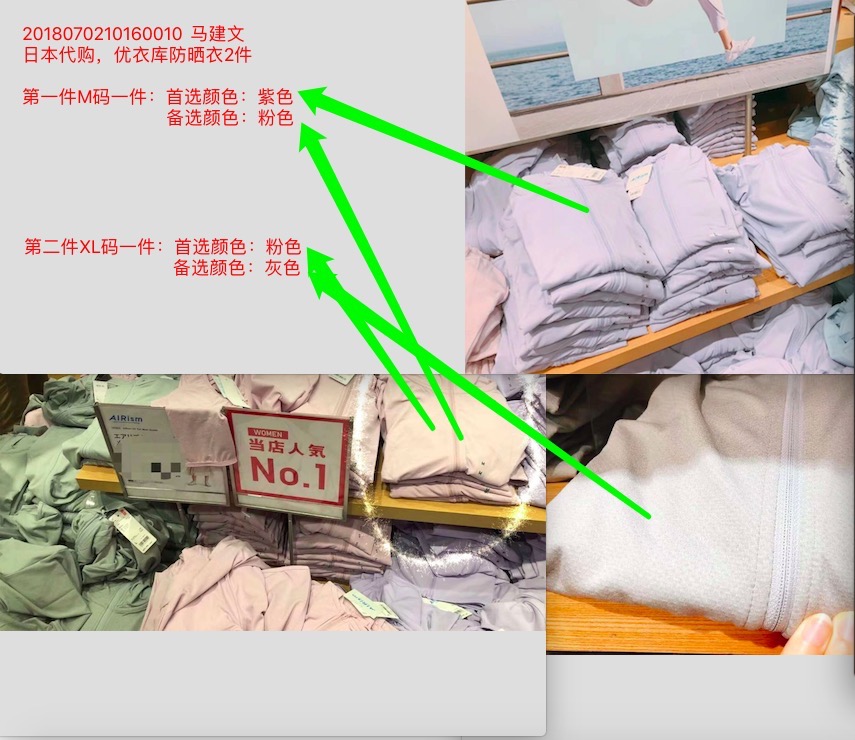 2018070210160010 马建文
日本代购，优衣库防晒衣2件
第一件M码一件：首选颜色：紫色
备选颜色：粉色
第二件XL码一件：首选颜色：粉色
备选颜色：灰色
AIRism
WOMEN
当店人気
No.1